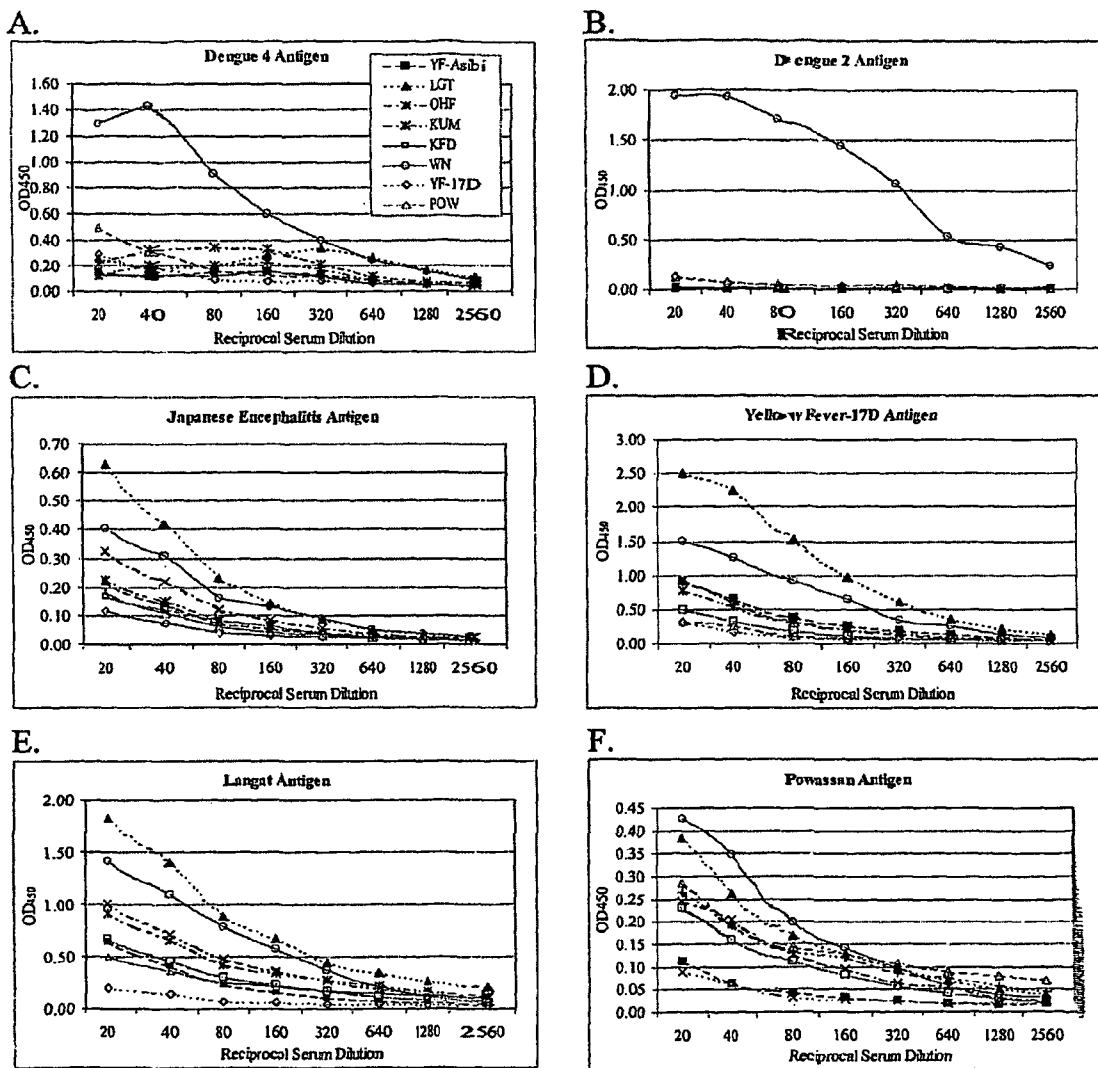 A.
Dengue 4 Antigen
1.60
1.40
1.20
1.00
0.80
0.60
0.40
0.20
0.00
OD450
20 40 80 160 320 640 1280 2560
Reciprocal Serum Dilution
YF-Asibi
LGT
OHF
KUM
KFD
WN
YF-17D
POW
B.
Dengue 2 Antigen
2.00
1.50
1.00
0.50
0.00
OD450
20 40 80 160 320 640 1280 2560
Reciprocal Serum Dilution
C.
Japanese Encephalitis Antigen
0.70
0.60
0.50
0.40
0.30
0.20
0.10
0.00
OD450
20 40 80 160 320 640 1280 2560
Reciprocal Serum Dilution
D.
Yellow Fever-17D Antigen
3.00
2.50
2.00
1.50
1.00
0.50
0.00
OD450
20 40 80 160 320 640 1280 2560
Reciprocal Serum Dilution
E.
Langat Antigen
2.00
1.50
1.00
0.50
0.00
OD450
20 40 80 160 320 640 1280 2560
Reciprocal Serum Dilution
F.
Powassan Antigen
0.45
0.40
0.35
0.30
0.25
0.20
0.15
0.10
0.05
0.00
OD450
20 40 80 160 320 640 1280 2560
Reciprocal Serum Dilution